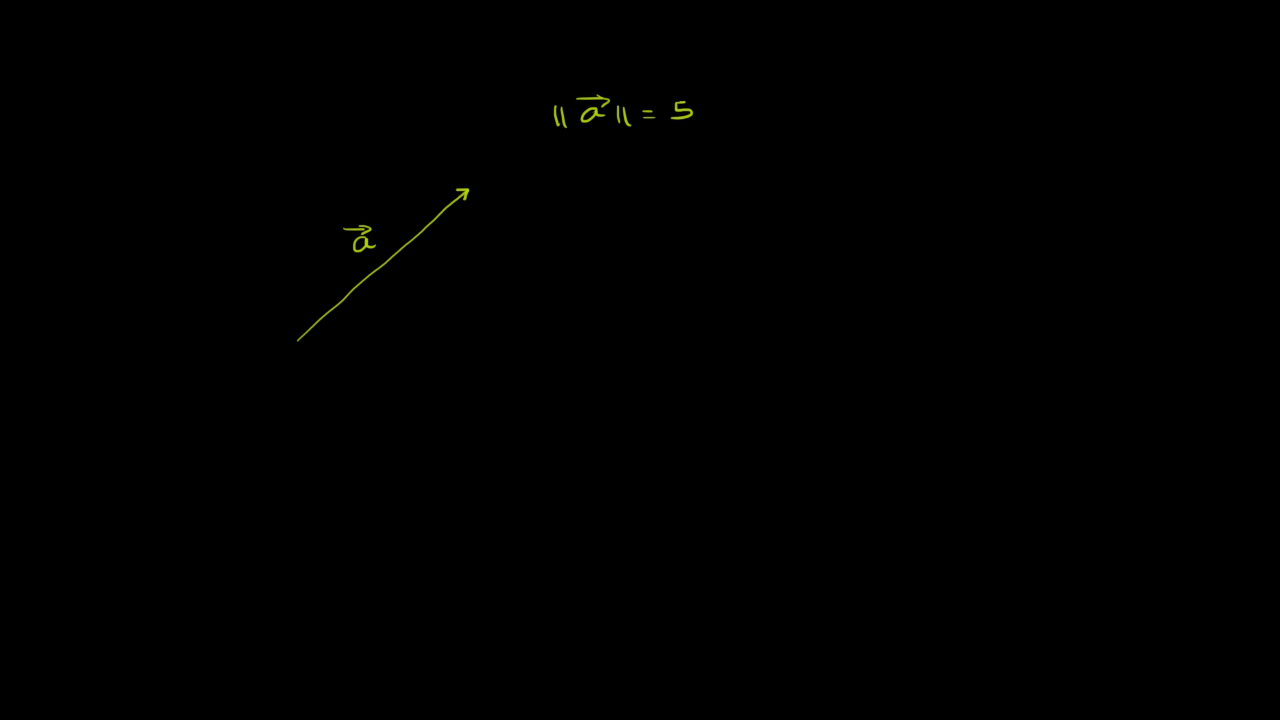 ‖a⃗‖ = 5
a⃗